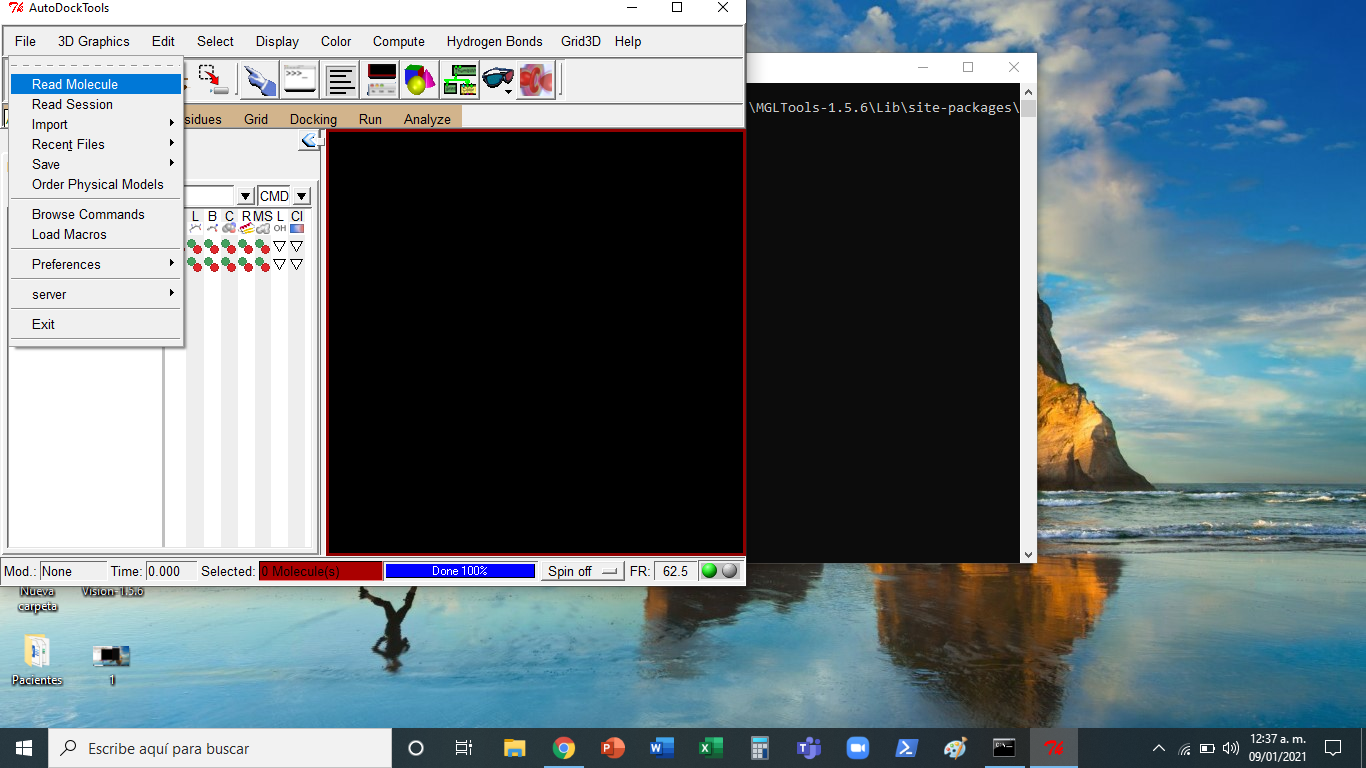 AutoDockTools
File 3D Graphics Edit Select Display Color Compute Hydrogen Bonds Grid3D Help
Read Molecule
Read Session
Import
Recent Files
Save
Order Physical Models
Browse Commands
Load Macros
Preferences
server
Exit
>>>_
sidues Grid Docking Run Analyze
CMD
L B C R MS L Cl
OH
\MGLTools-1.5.6\Lib\site-packages\
Mod.: None Time: 0.000 Selected: 0 Molecule(s) Done 100% Spin off FR: 62.5
Nueva carpeta
Vision-1.5.6
Pacientes
1
Escribe aquí para buscar
12:37 a. m.
09/01/2021